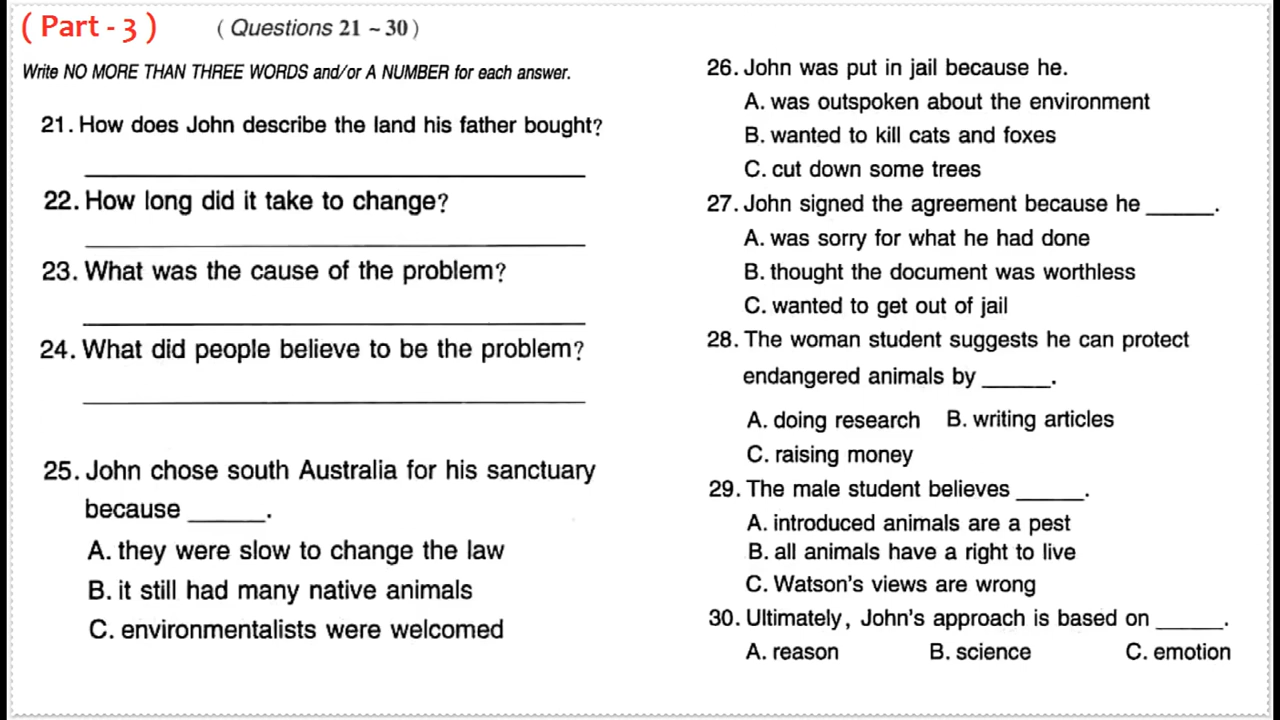 ( Part - 3 )
( Questions 21 ~ 30 )
Write NO MORE THAN THREE WORDS and/or A NUMBER for each answer.
21. How does John describe the land his father bought?
22. How long did it take to change?
23. What was the cause of the problem?
24. What did people believe to be the problem?
25. John chose south Australia for his sanctuary
because ______.
A. they were slow to change the law
B. it still had many native animals
C. environmentalists were welcomed
26. John was put in jail because he.
A. was outspoken about the environment
B. wanted to kill cats and foxes
C. cut down some trees
27. John signed the agreement because he ______.
A. was sorry for what he had done
B. thought the document was worthless
C. wanted to get out of jail
28. The woman student suggests he can protect
endangered animals by ______.
A. doing research B. writing articles
C. raising money
29. The male student believes ______.
A. introduced animals are a pest
B. all animals have a right to live
C. Watson's views are wrong
30. Ultimately, John's approach is based on ______.
A. reason B. science C. emotion